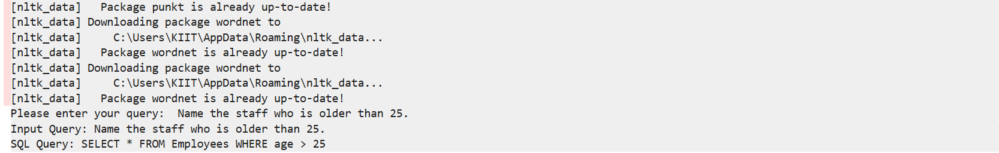 [nltk_data]   Package punkt is already up-to-date!
[nltk_data] Downloading package wordnet to
[nltk_data]     C:\Users\KIIT\AppData\Roaming\nltk_data...
[nltk_data]   Package wordnet is already up-to-date!
[nltk_data] Downloading package wordnet to
[nltk_data]     C:\Users\KIIT\AppData\Roaming\nltk_data...
[nltk_data]   Package wordnet is already up-to-date!
Please enter your query:  Name the staff who is older than 25.
Input Query: Name the staff who is older than 25.
SQL Query: SELECT * FROM Employees WHERE age > 25